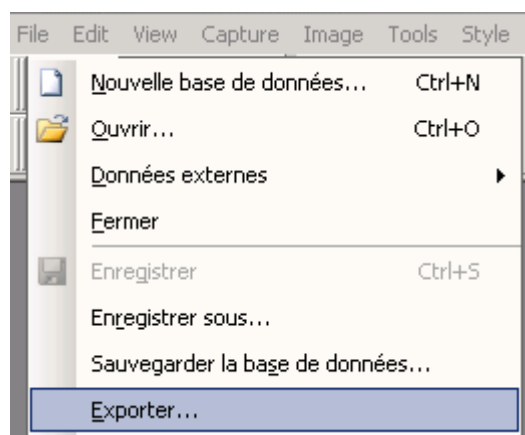 File Edit View Capture Image Tools Style
Nouvelle base de données... Ctrl+N
Ouvrir... Ctrl+O
Données externes
Fermer
Enregistrer Ctrl+S
Enregistrer sous...
Sauvegarder la base de données...
Exporter...